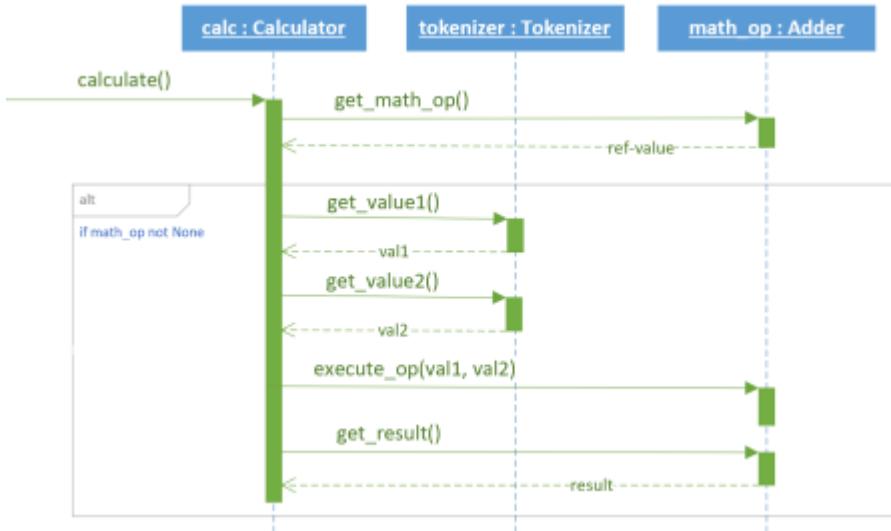 calc : Calculator
tokenizer : Tokenizer
math_op : Adder
calculate()
get_math_op()
ref-value
alt
get_value1()
if math_op not None
val1
get_value2()
val2
execute_op(val1, val2)
get_result()
result